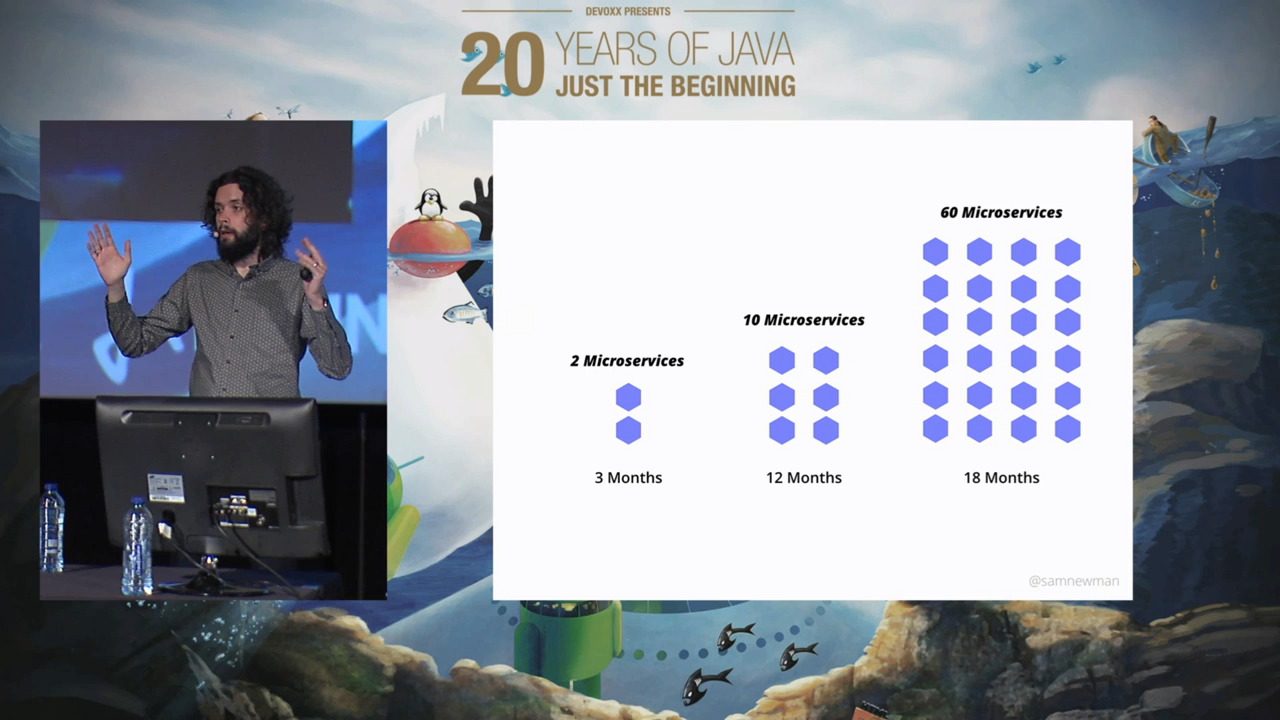 DEVOXX PRESENTS
20 YEARS OF JAVA
JUST THE BEGINNING
60 Microservices
10 Microservices
2 Microservices
3 Months
12 Months
18 Months
@samnewman